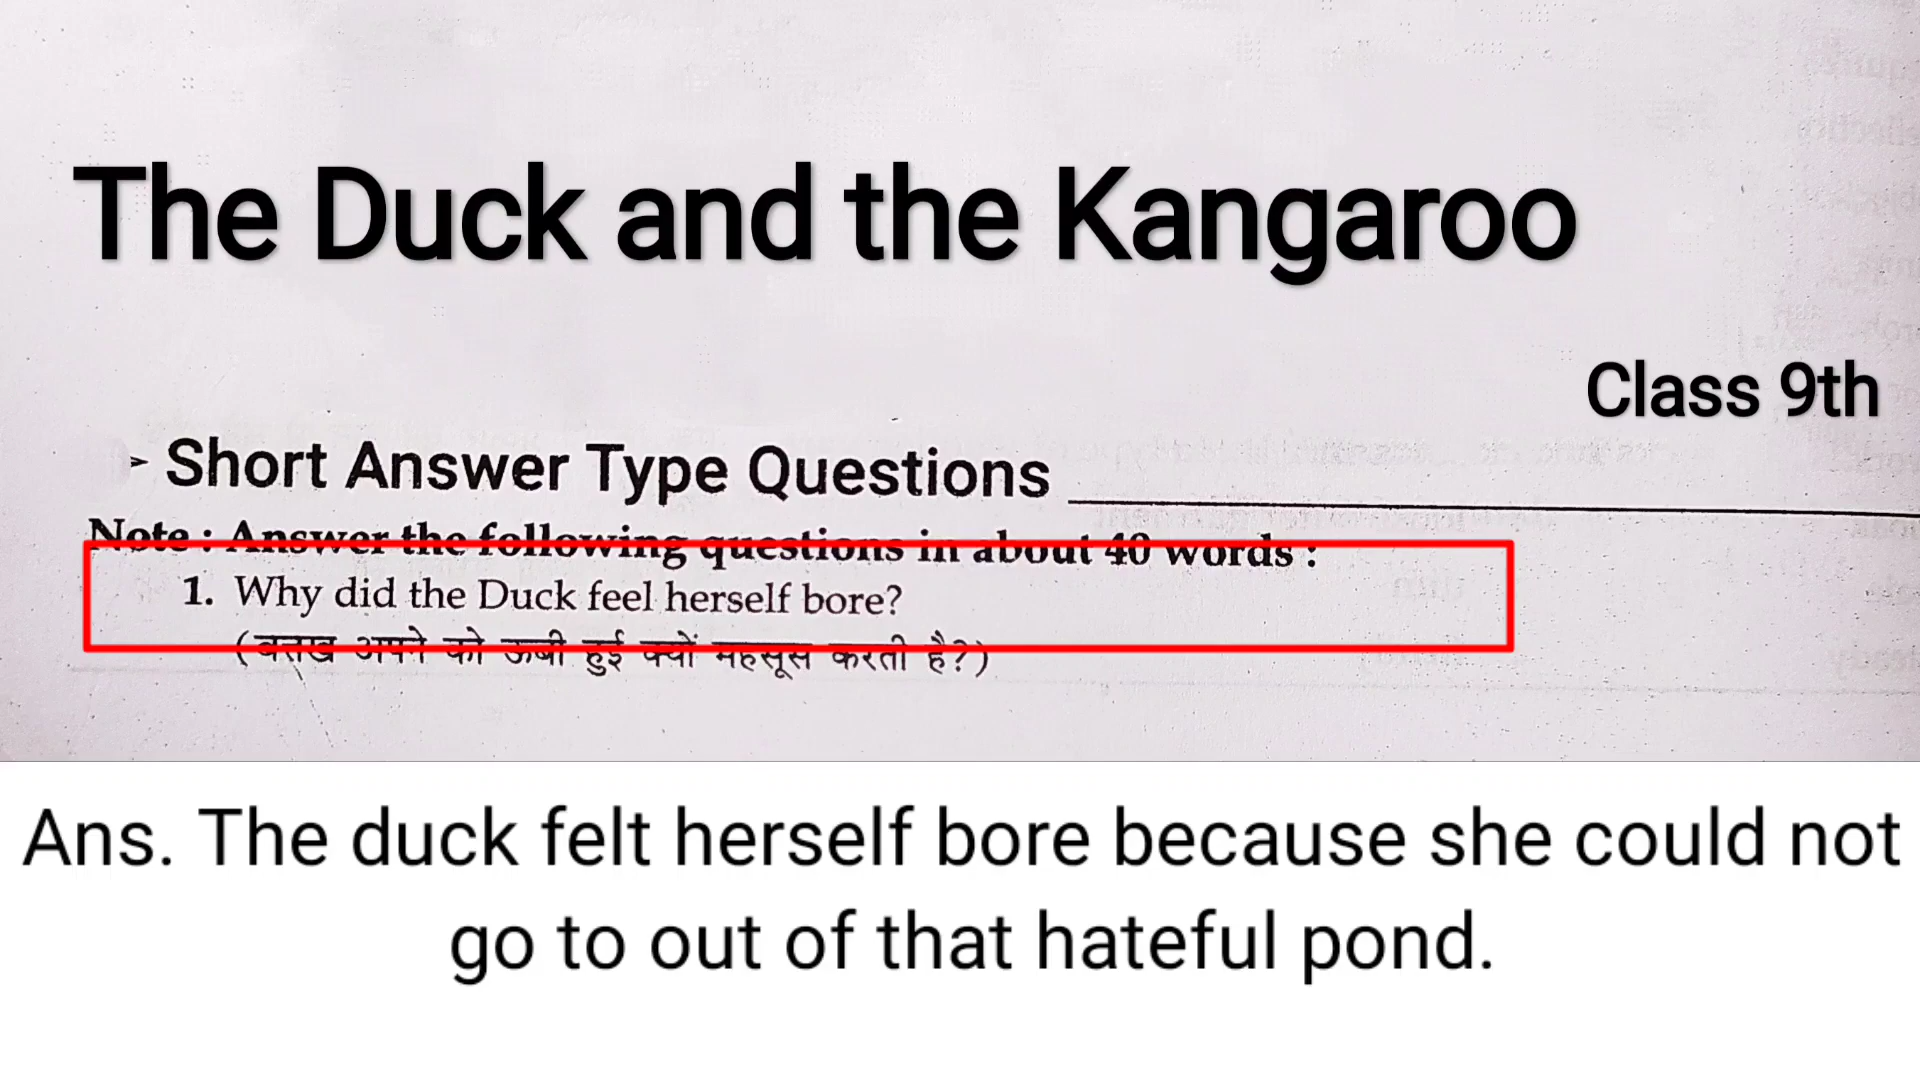 The Duck and the Kangaroo
Class 9th
➢ Short Answer Type Questions
Note : Answer the following questions in about 40 words :
1. Why did the Duck feel herself bore?
(बत्तख अपने को ऊबी हुई क्यों महसूस करती है?)
Ans. The duck felt herself bore because she could not
go to out of that hateful pond.